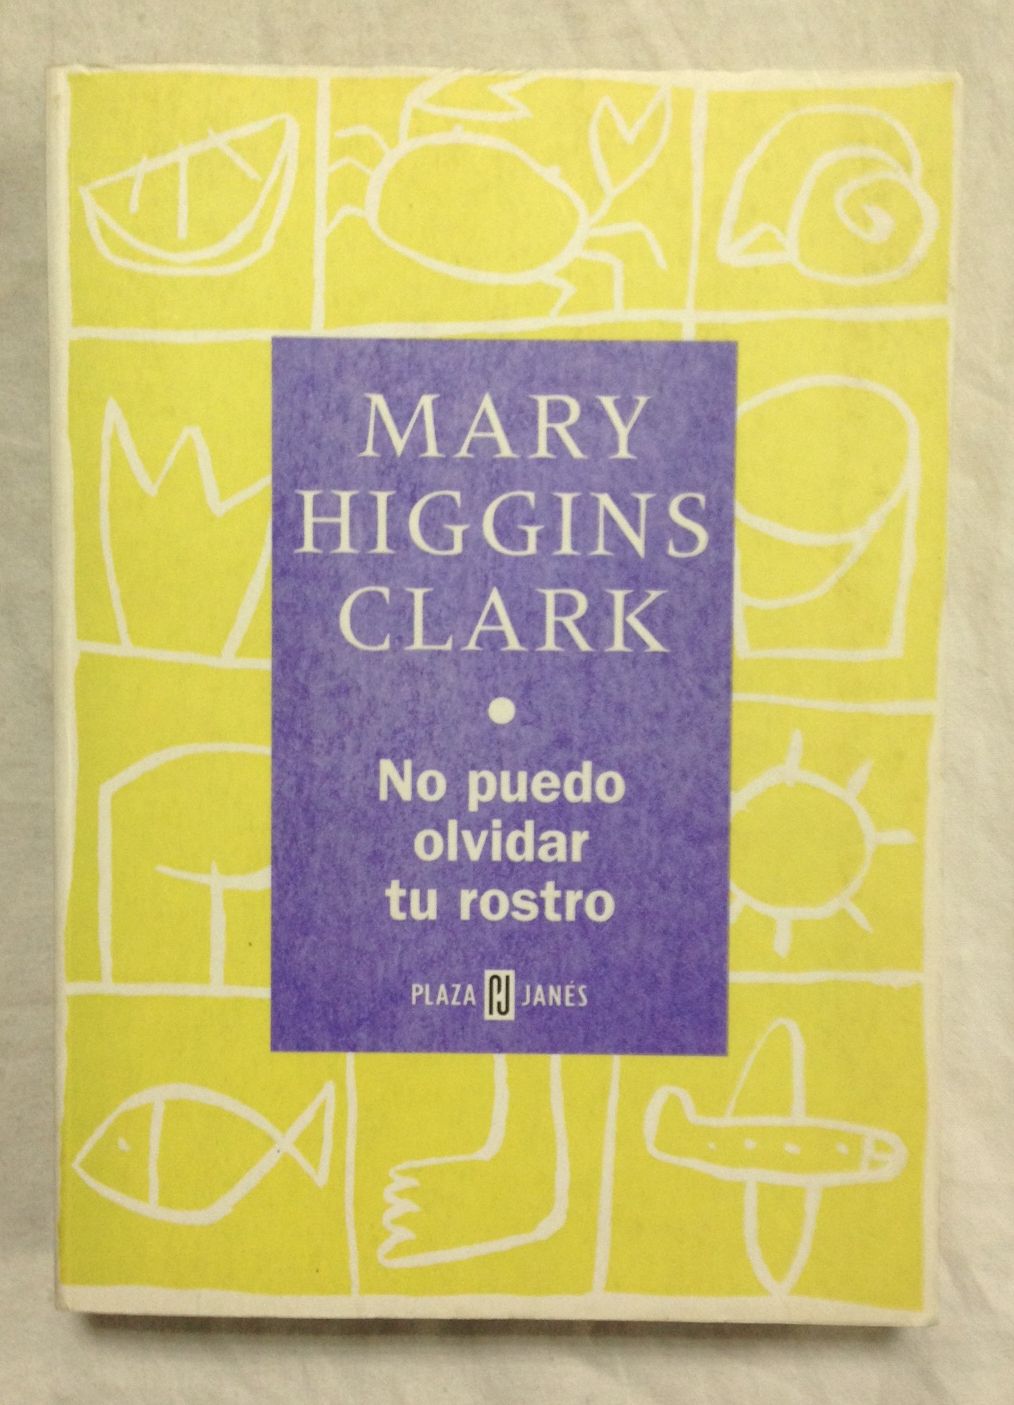 MARY
HIGGINS
CLARK
No puedo
olvidar
tu rostro
PLAZA PJ JANÉS